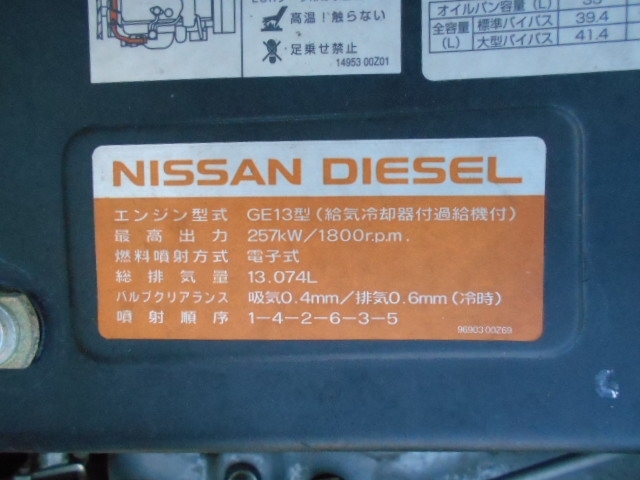 高温!触らない
足乗せ禁止
14953 00Z01
オイルパン容量(L)
全容量(L) 標準パイパス 39.4
大型バイパス 41.4
NISSAN DIESEL
エンジン型式 GE13型(給気冷却器付過給機付)
最高出力 257kW/1800r.p.m.
燃料噴射方式 電子式
総排気量 13.074L
バルブクリアランス 吸気0.4mm/排気0.6mm(冷時)
噴射順序 1-4-2-6-3-5
96903 00Z69